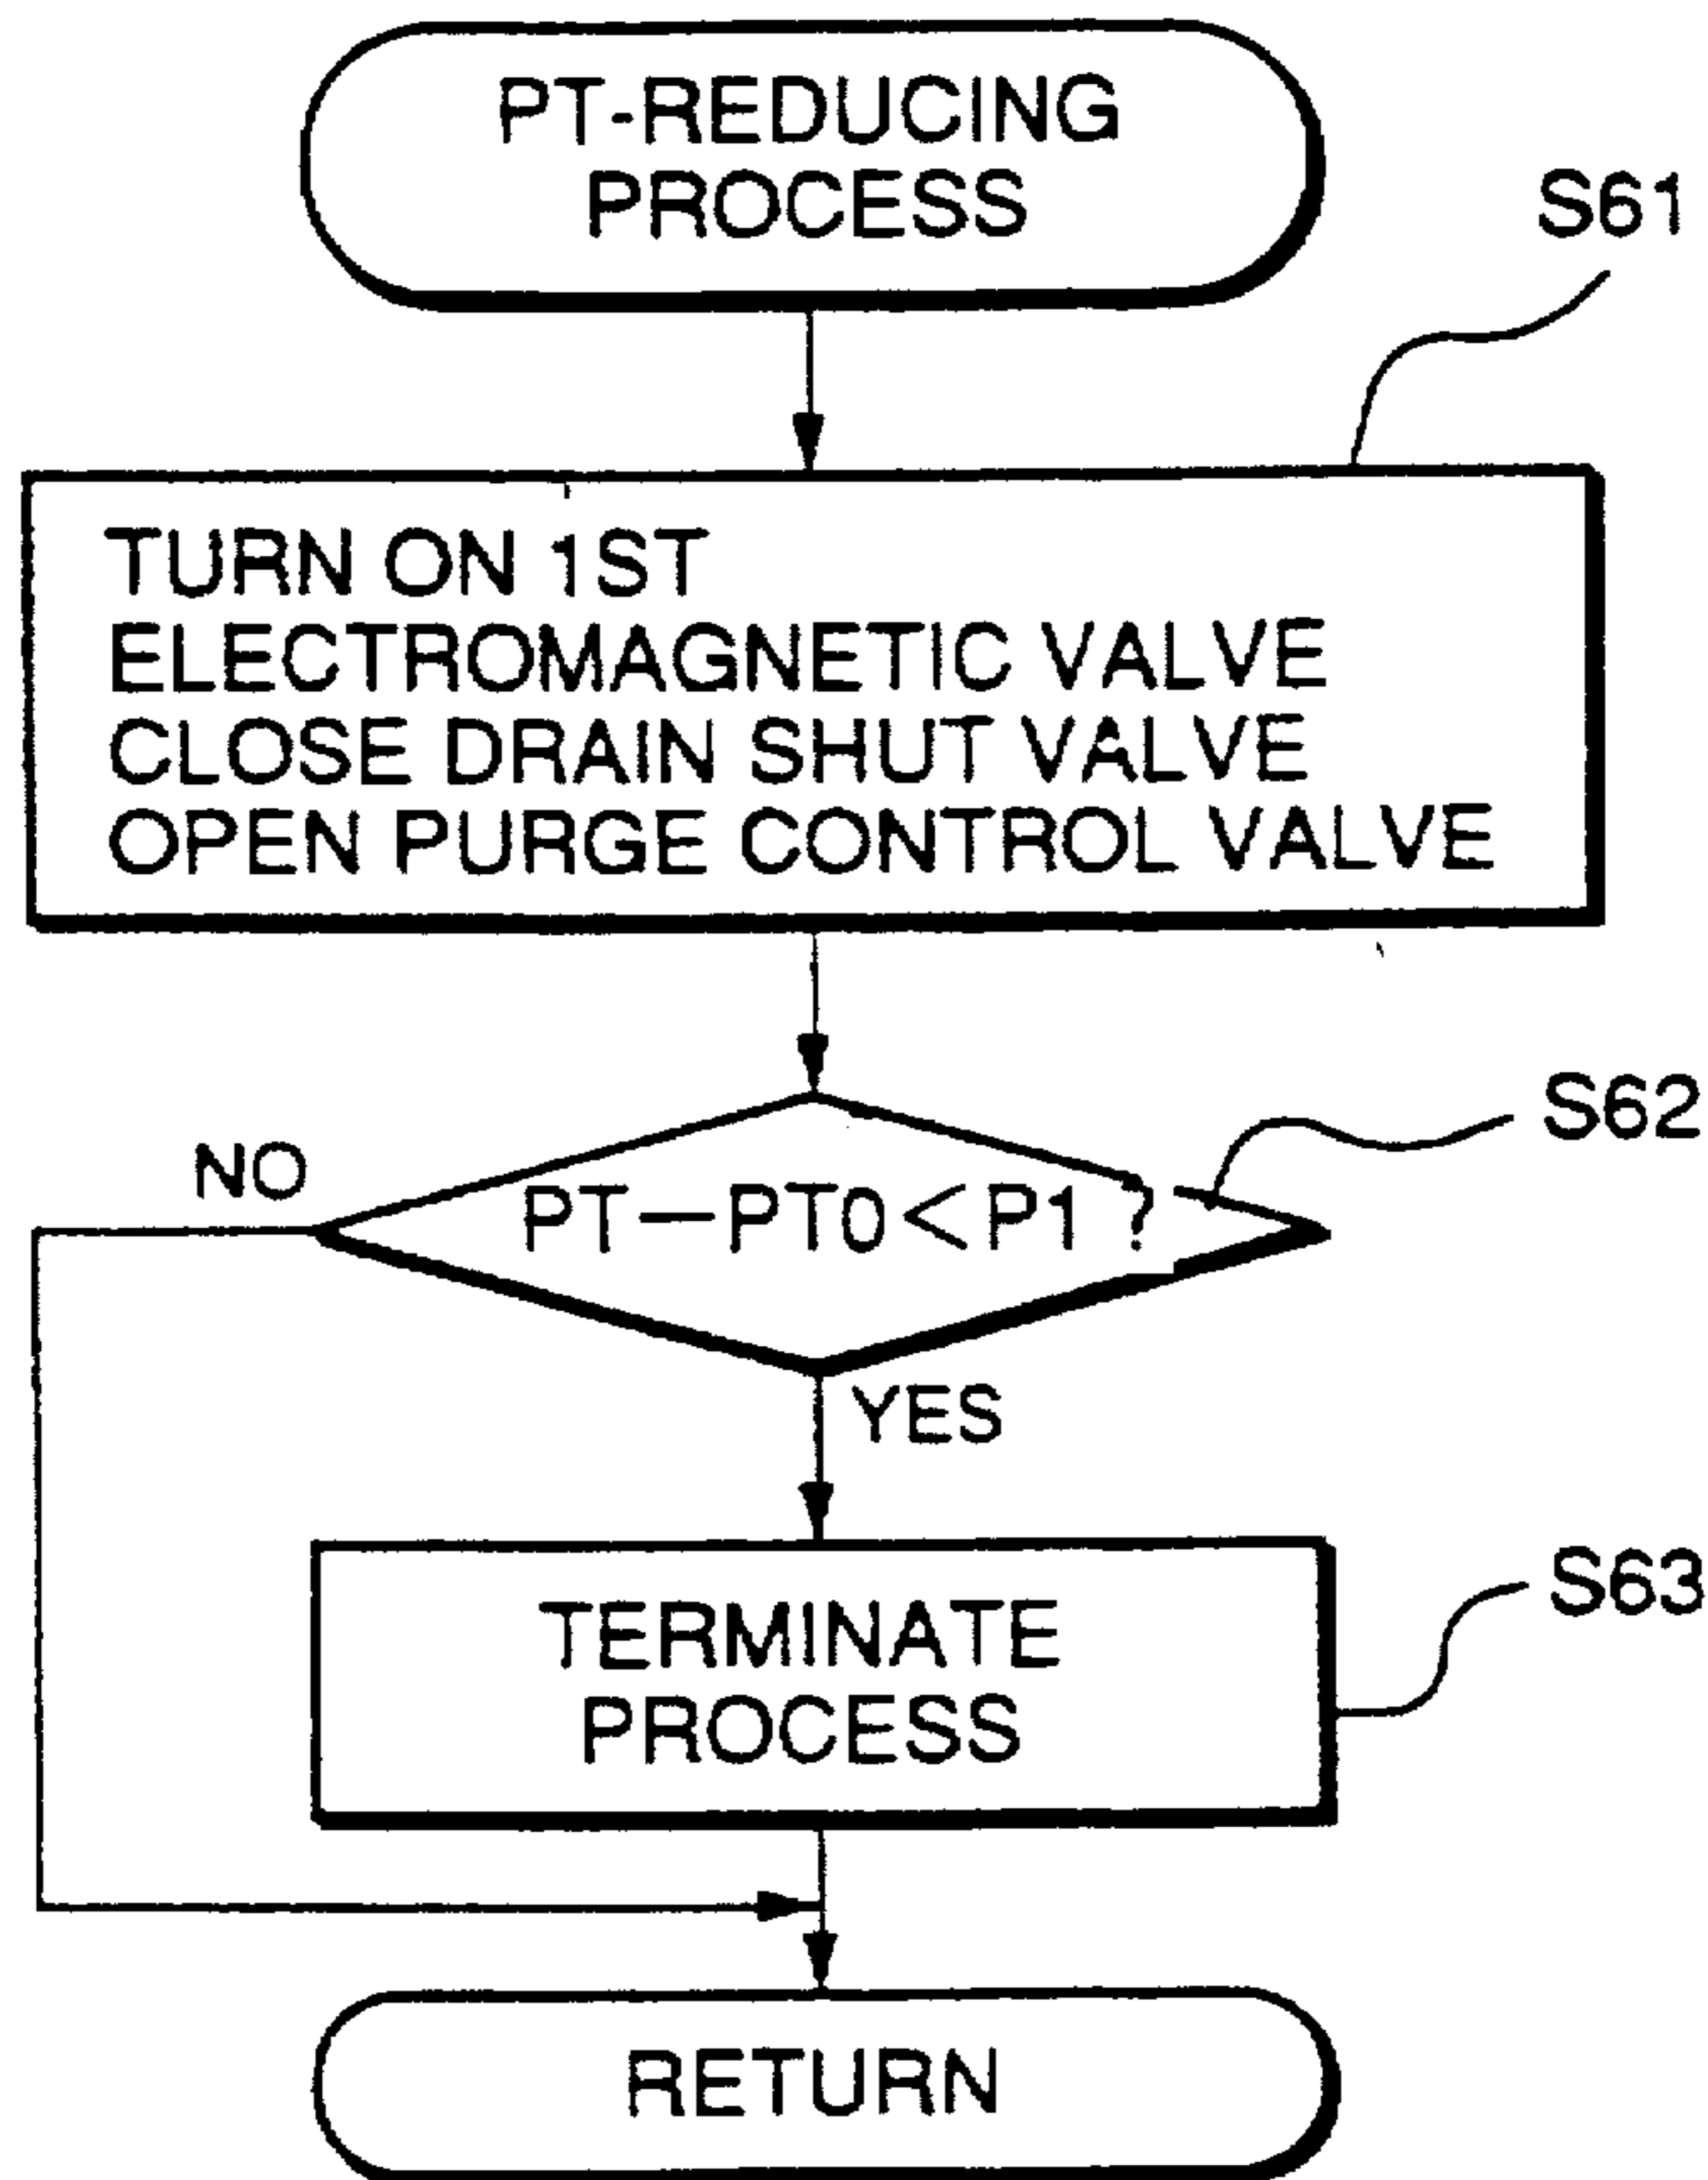 PT-REDUCING
PROCESS
S61
TURN ON 1ST
ELECTROMAGNETIC VALVE
CLOSE DRAIN SHUT VALVE
OPEN PURGE CONTROL VALVE
S62
NO
PT—PT0<P1?
YES
S63
TERMINATE
PROCESS
RETURN